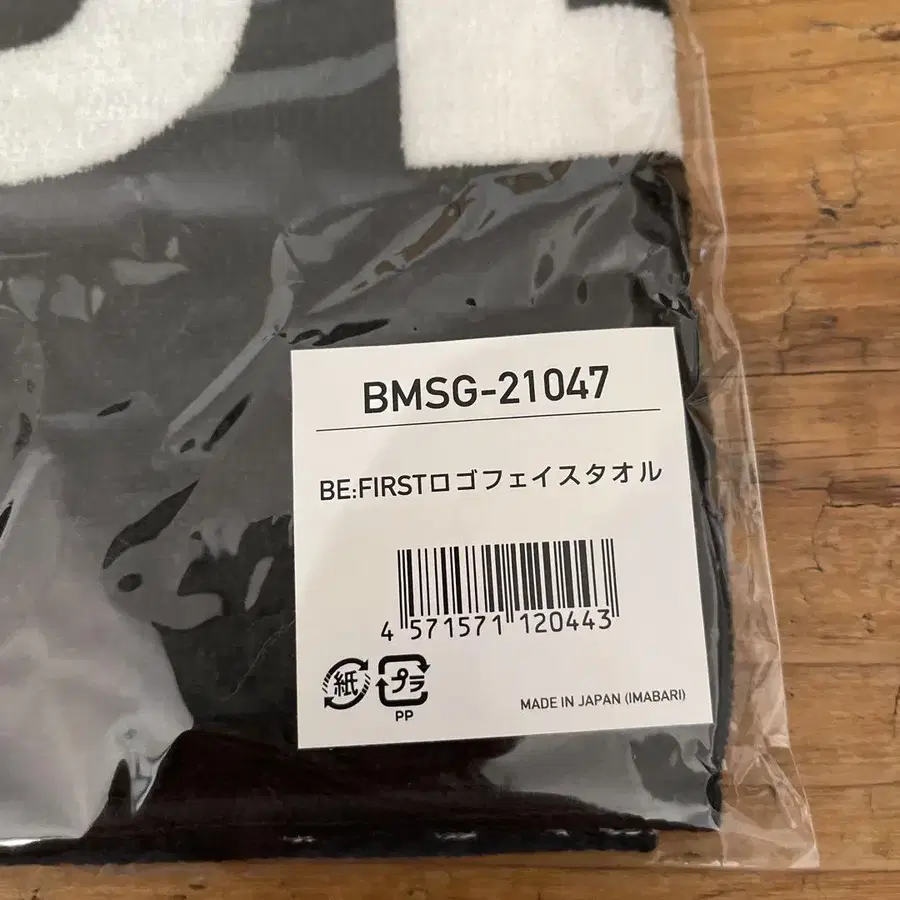 BMSG-21047
BE:FIRSTロゴフェイスタオル
4 571571 120443
紙 プラ
PP
MADE IN JAPAN (IMABARI)